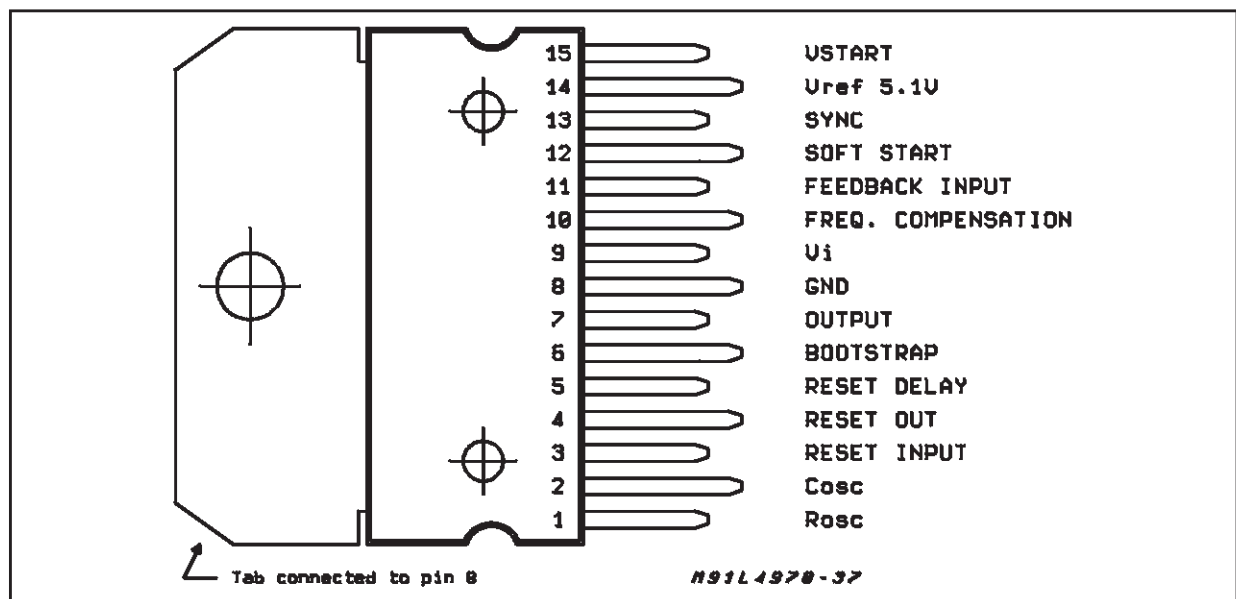 15 VSTART
14 Vref 5.1V
13 SYNC
12 SOFT START
11 FEEDBACK INPUT
10 FREQ. COMPENSATION
9 Vi
8 GND
7 OUTPUT
6 BOOTSTRAP
5 RESET DELAY
4 RESET OUT
3 RESET INPUT
2 Cosc
1 Rosc
Tab connected to pin 8 M91L4970-37